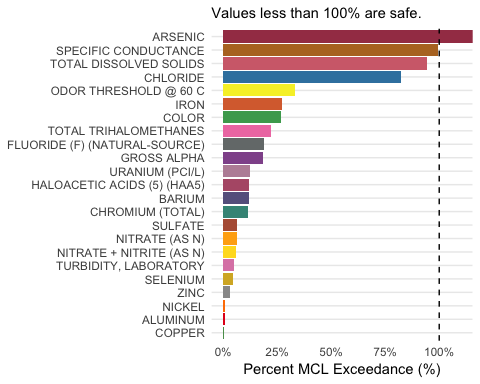 Values less than 100% are safe.
ARSENIC
SPECIFIC CONDUCTANCE
TOTAL DISSOLVED SOLIDS
CHLORIDE
ODOR THRESHOLD @ 60 C
IRON
COLOR
TOTAL TRIHALOMETHANES
FLUORIDE (F) (NATURAL-SOURCE)
GROSS ALPHA
URANIUM (PCI/L)
HALOACETIC ACIDS (5) (HAA5)
BARIUM
CHROMIUM (TOTAL)
SULFATE
NITRATE (AS N)
NITRATE + NITRITE (AS N)
TURBIDITY, LABORATORY
SELENIUM
ZINC
NICKEL
ALUMINUM
COPPER
0% 25% 50% 75% 100%
Percent MCL Exceedance (%)